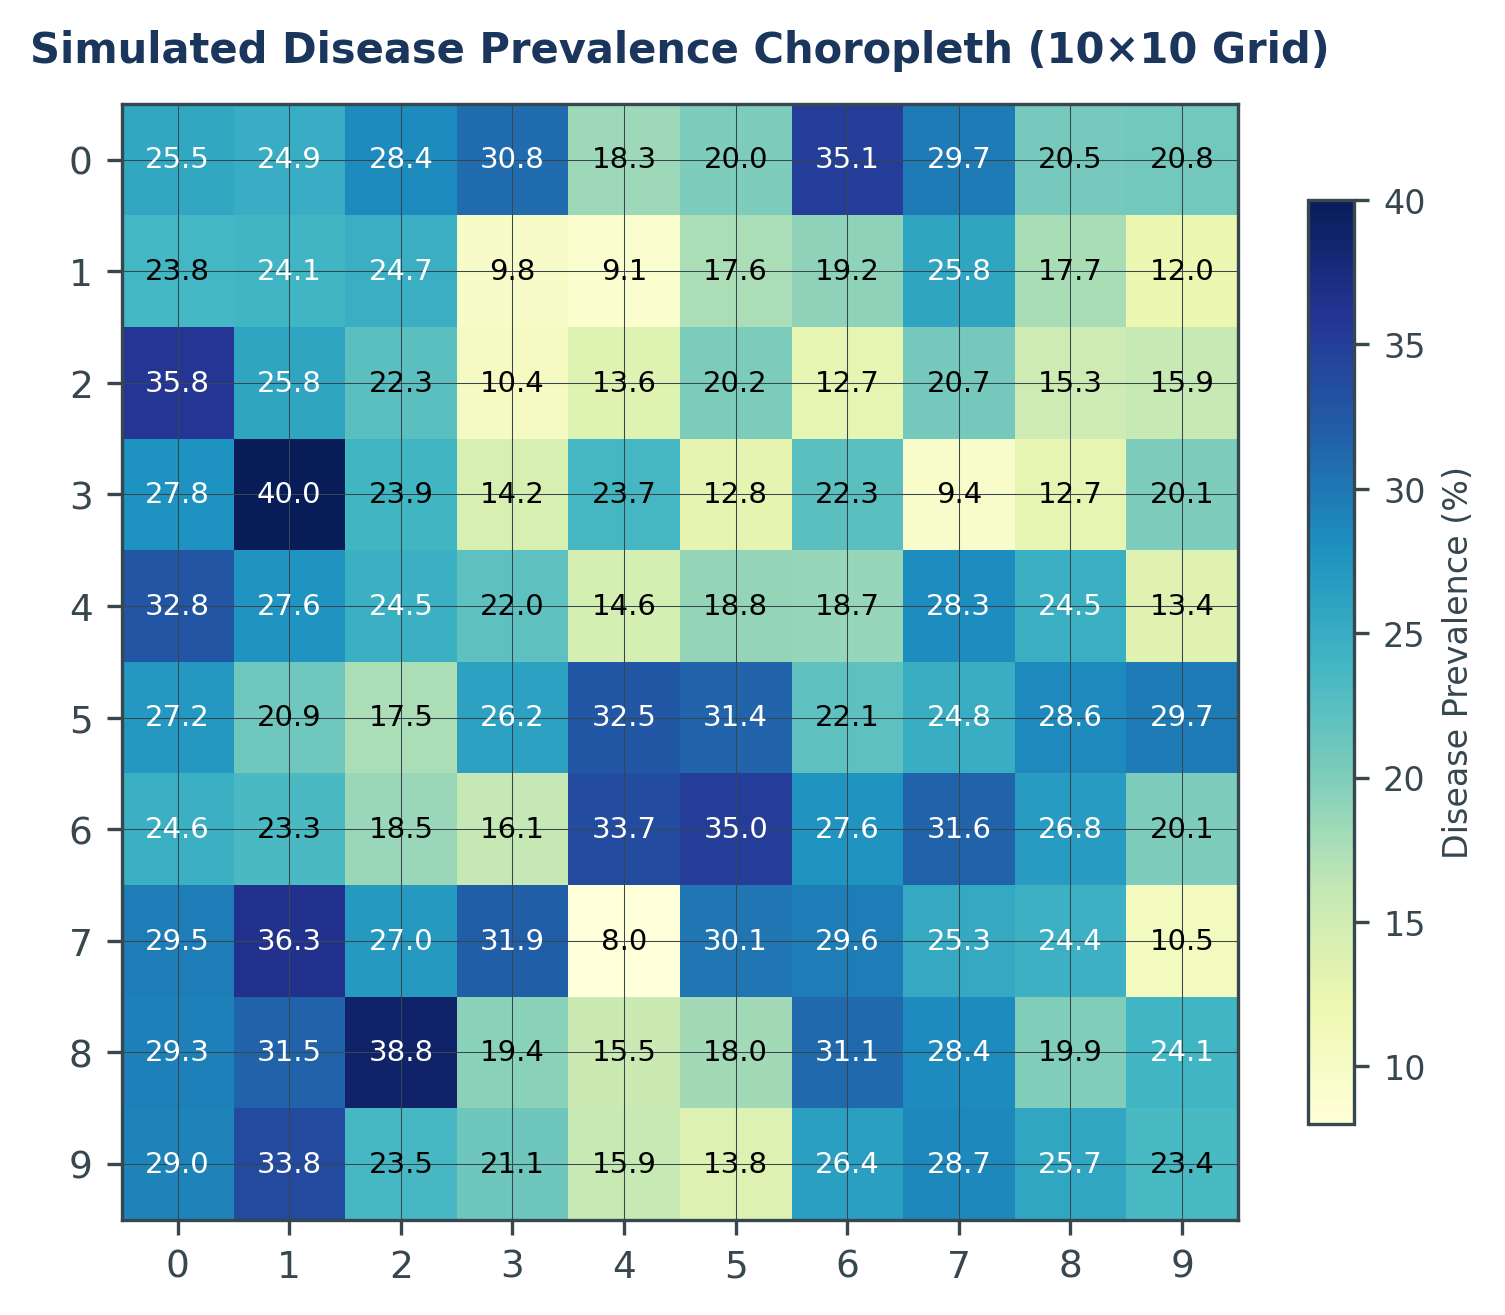 Simulated Disease Prevalence Choropleth (10×10 Grid)
0 25.5 24.9 28.4 30.8 18.3 20.0 35.1 29.7 20.5 20.8
1 23.8 24.1 24.7 9.8 9.1 17.6 19.2 25.8 17.7 12.0
2 35.8 25.8 22.3 10.4 13.6 20.2 12.7 20.7 15.3 15.9
3 27.8 40.0 23.9 14.2 23.7 12.8 22.3 9.4 12.7 20.1
4 32.8 27.6 24.5 22.0 14.6 18.8 18.7 28.3 24.5 13.4
5 27.2 20.9 17.5 26.2 32.5 31.4 22.1 24.8 28.6 29.7
6 24.6 23.3 18.5 16.1 33.7 35.0 27.6 31.6 26.8 20.1
7 29.5 36.3 27.0 31.9 8.0 30.1 29.6 25.3 24.4 10.5
8 29.3 31.5 38.8 19.4 15.5 18.0 31.1 28.4 19.9 24.1
9 29.0 33.8 23.5 21.1 15.9 13.8 26.4 28.7 25.7 23.4
0 1 2 3 4 5 6 7 8 9
40
35
30
25
20
15
10
Disease Prevalence (%)